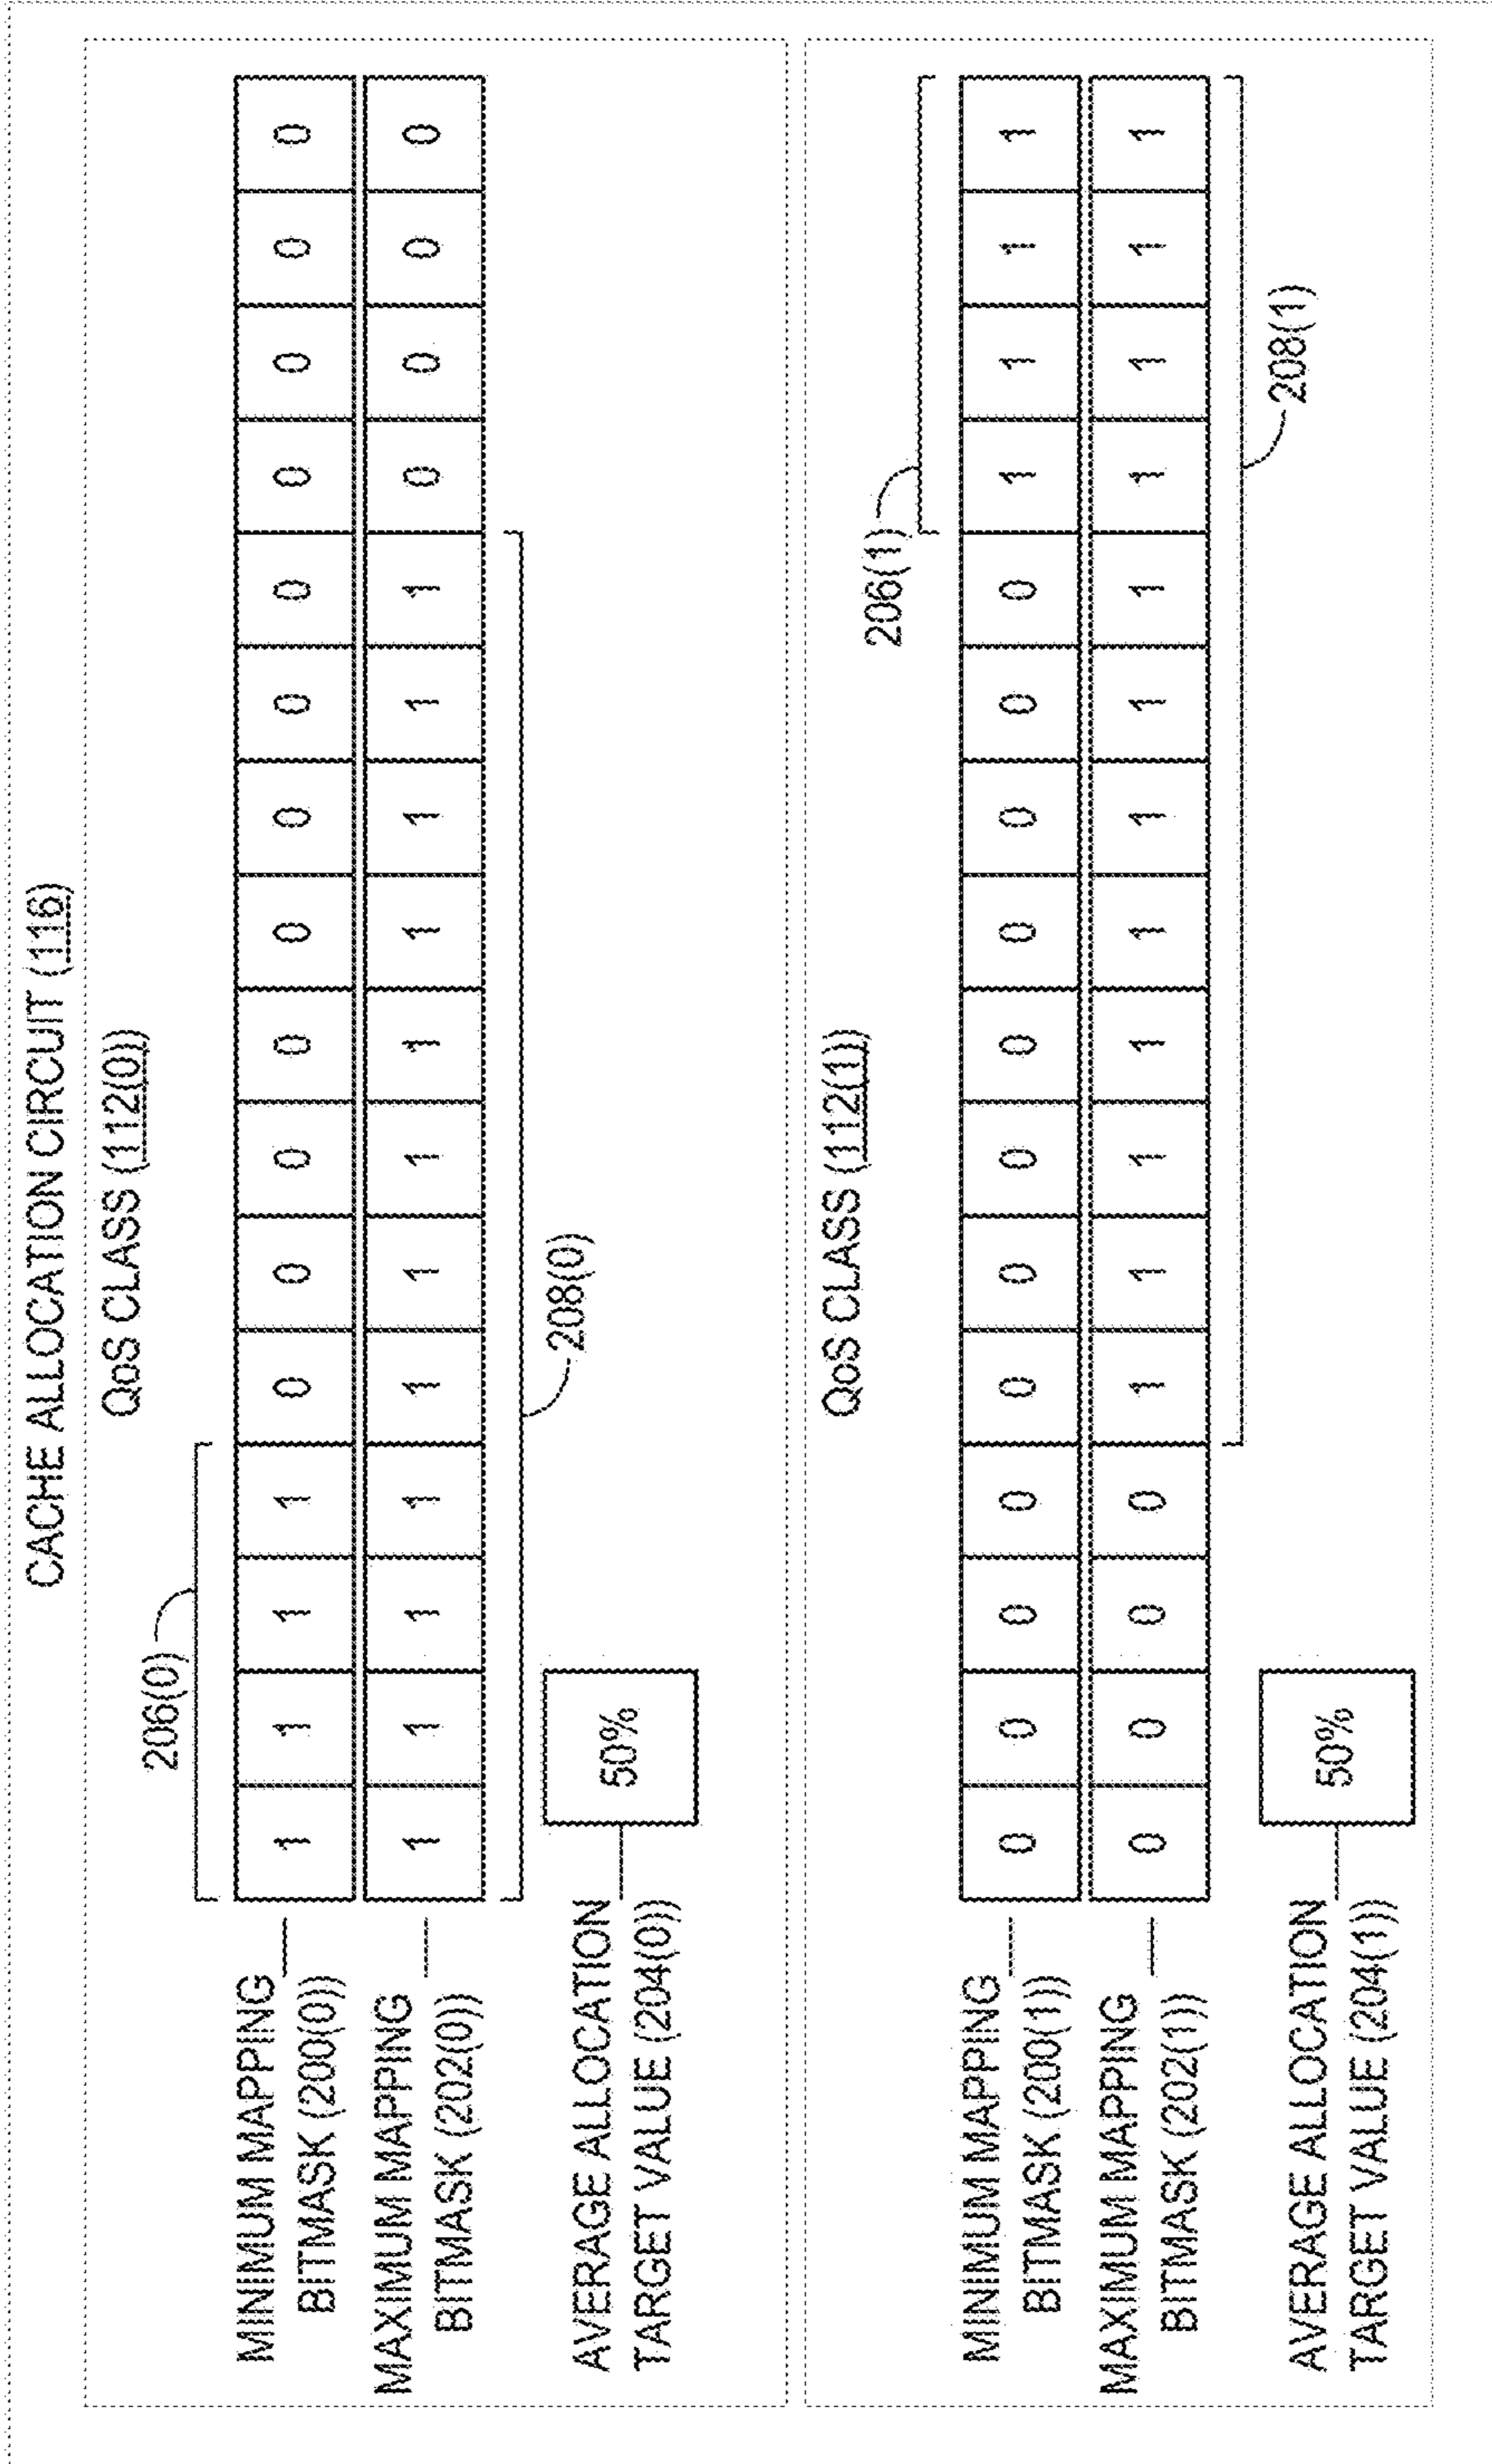 CACHE ALLOCATION CIRCUIT (116)
QoS CLASS (112(0))
206(0)
MINIMUM MAPPING
BITMASK (200(0))
1 1 1 1 0 0 0 0 0 0 0 0 0 0 0 0
MAXIMUM MAPPING
BITMASK (202(0))
1 1 1 1 1 1 1 1 1 1 1 1 0 0 0 0
208(0)
AVERAGE ALLOCATION
TARGET VALUE (204(0))
50%
QoS CLASS (112(1))
206(1)
MINIMUM MAPPING
BITMASK (200(1))
0 0 0 0 0 0 0 0 0 0 0 0 1 1 1 1
MAXIMUM MAPPING
BITMASK (202(1))
0 0 0 0 1 1 1 1 1 1 1 1 1 1 1 1
208(1)
AVERAGE ALLOCATION
TARGET VALUE (204(1))
50%